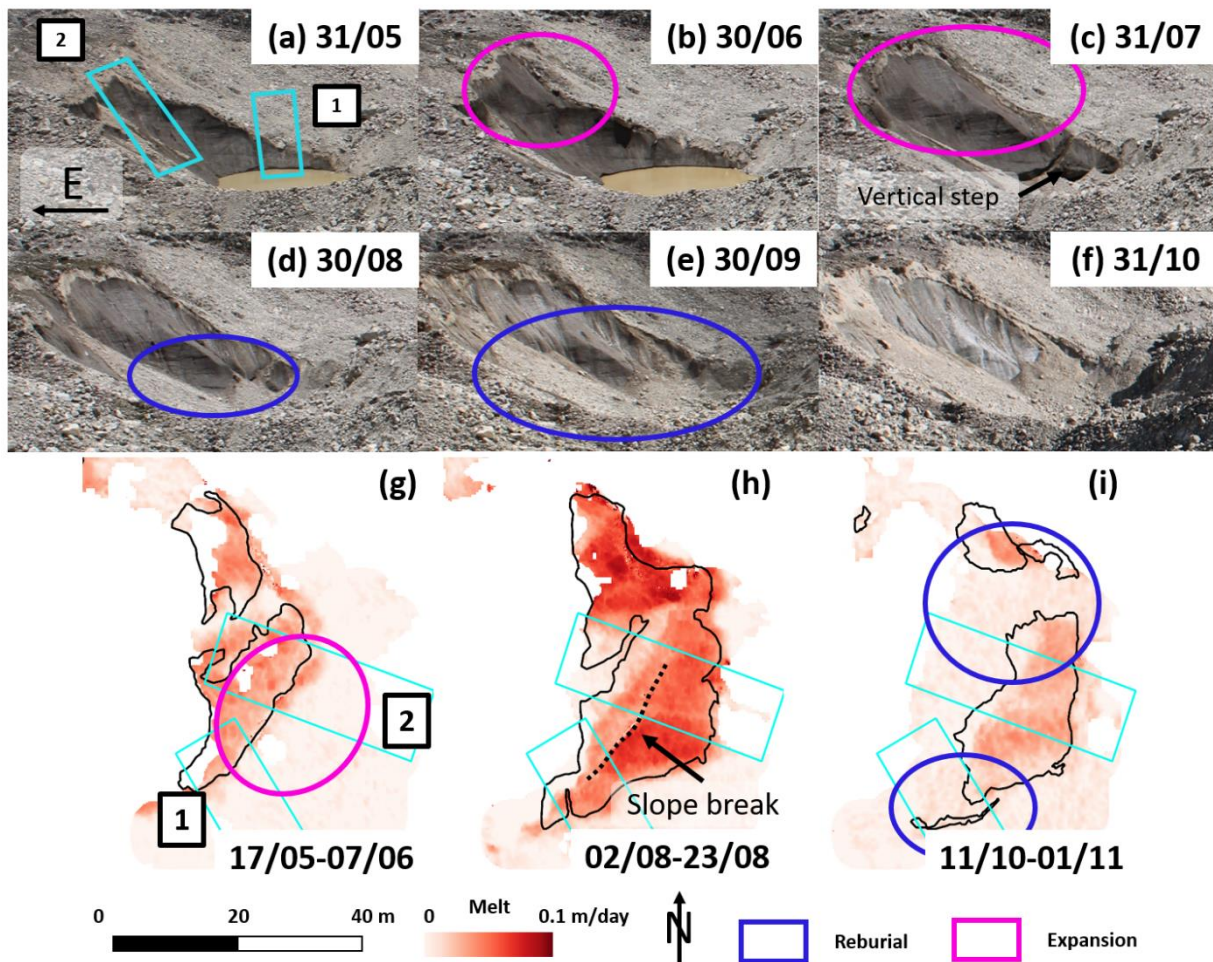 2
(a) 31/05
(b) 30/06
(c) 31/07
1
E
Vertical step
(d) 30/08
(e) 30/09
(f) 31/10
(g)
(h)
(i)
2
1
Slope break
17/05-07/06
02/08-23/08
11/10-01/11
0 20 40 m
Melt
0 0.1 m/day
N
Reburial
Expansion